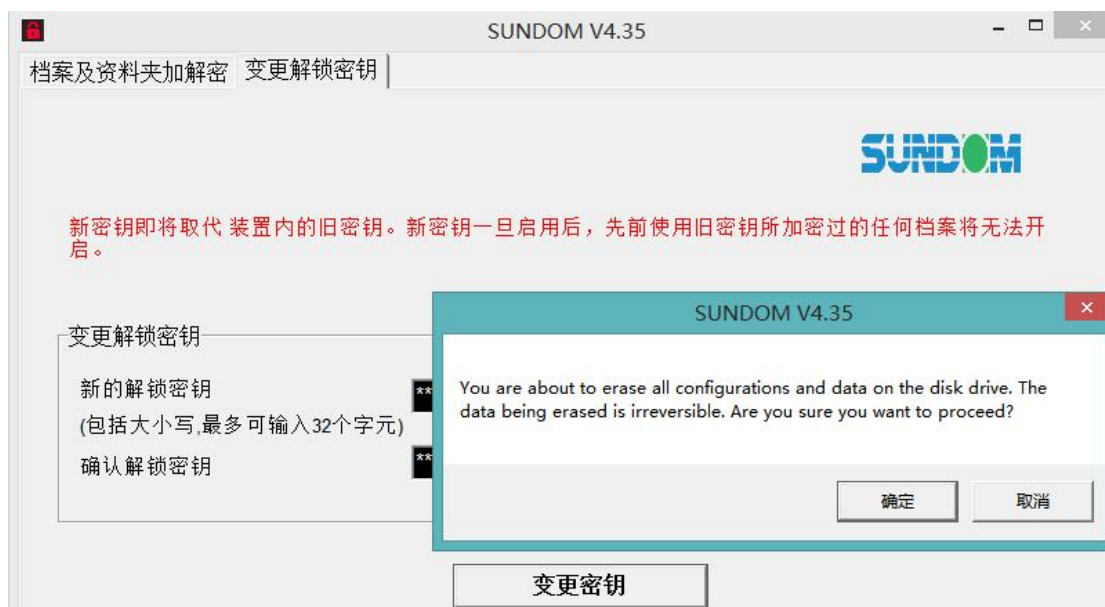 SUNDOM V4.35
档案及资料夹加解密 变更解锁密钥
SUNDOM
新密钥即将取代 装置内的旧密钥。新密钥一旦启用后，先前使用旧密钥所加密过的任何档案将无法开
启。
SUNDOM V4.35
变更解锁密钥
新的解锁密钥
**
(包括大小写,最多可输入32个字元)
确认解锁密钥
**
You are about to erase all configurations and data on the disk drive. The
data being erased is irreversible. Are you sure you want to proceed?
确定
取消
变更密钥